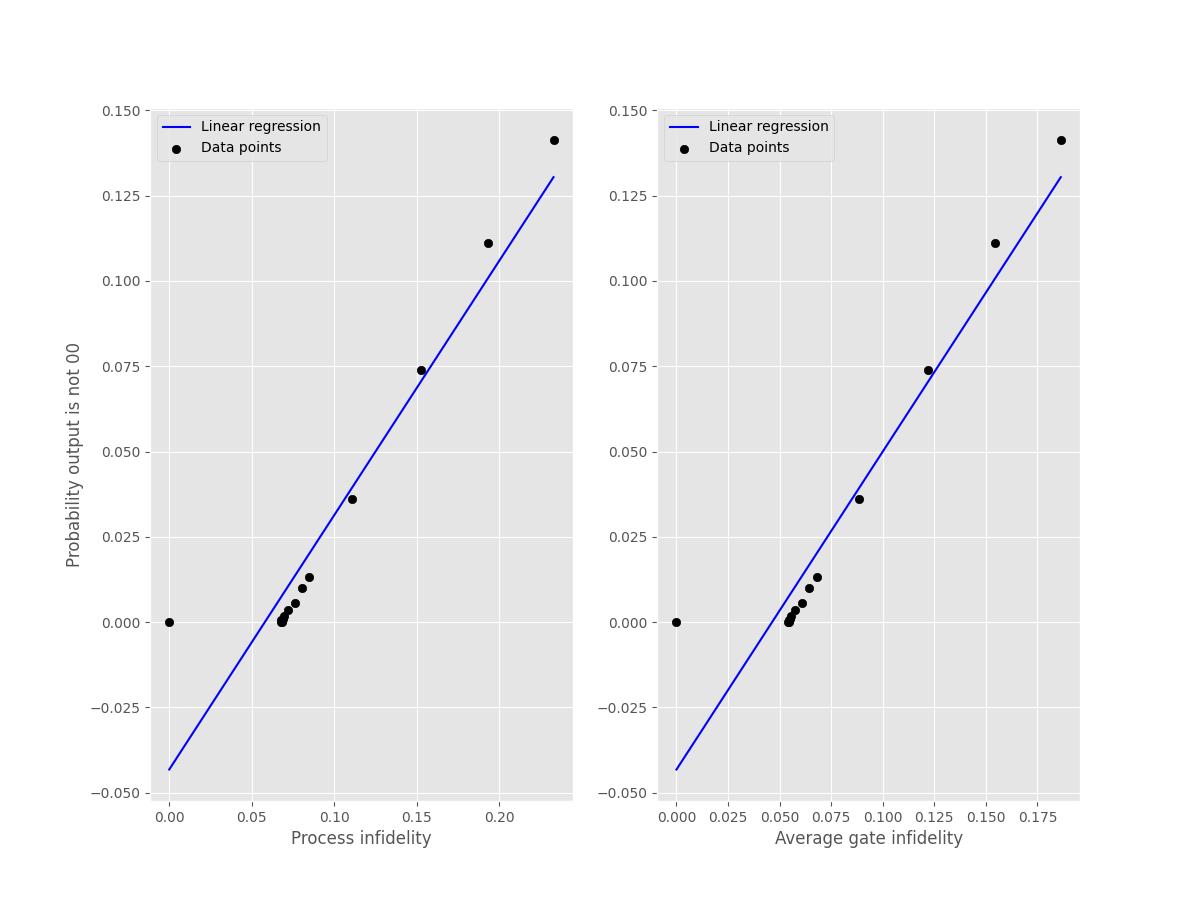 Probability output is not 00
0.150
0.125
0.100
0.075
0.050
0.025
0.000
−0.025
−0.050
Linear regression
Data points
0.00 0.05 0.10 0.15 0.20
Process infidelity
0.150
0.125
0.100
0.075
0.050
0.025
0.000
−0.025
−0.050
Linear regression
Data points
0.000 0.025 0.050 0.075 0.100 0.125 0.150 0.175
Average gate infidelity